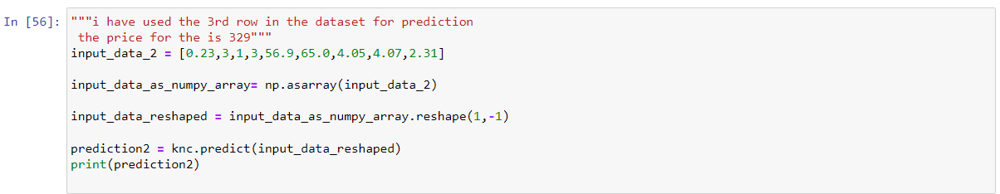 In [56]: """i have used the 3rd row in the dataset for prediction
the price for the is 329"""
input_data_2 = [0.23,3,1,3,56.9,65.0,4.05,4.07,2.31]
input_data_as_numpy_array= np.asarray(input_data_2)
input_data_reshaped = input_data_as_numpy_array.reshape(1,-1)
prediction2 = knc.predict(input_data_reshaped)
print(prediction2)